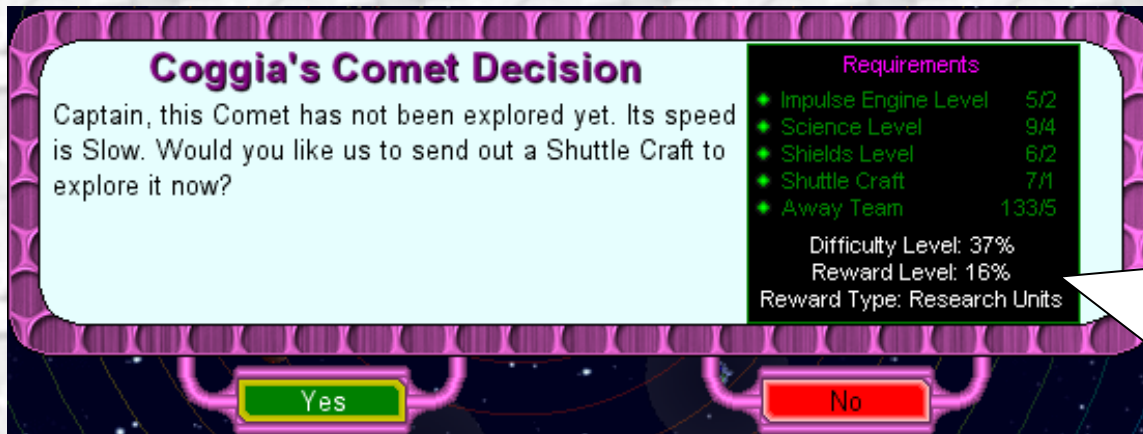 Coggia's Comet Decision
Captain, this Comet has not been explored yet. Its speed
is Slow. Would you like us to send out a Shuttle Craft to
explore it now?
Requirements
Impulse Engine Level 5/2
Science Level 9/4
Shields Level 6/2
Shuttle Craft 7/1
Away Team 133/5
Difficulty Level: 37%
Reward Level: 16%
Reward Type: Research Units
Yes
No